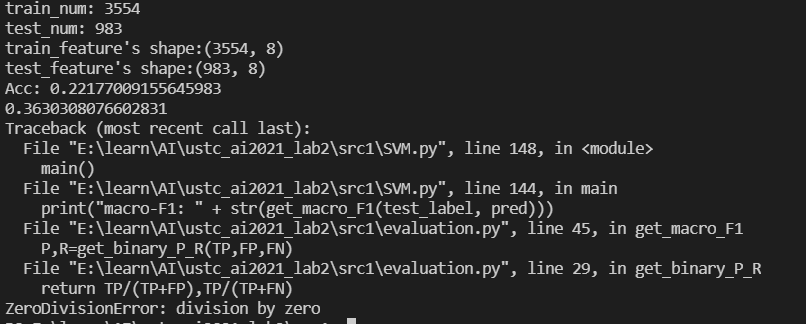 train_num: 3554
test_num: 983
train_feature's shape:(3554, 8)
test_feature's shape:(983, 8)
Acc: 0.22177009155645983
0.3630308076602831
Traceback (most recent call last):
  File "E:\learn\AI\ustc_ai2021_lab2\src1\SVM.py", line 148, in <module>
    main()
  File "E:\learn\AI\ustc_ai2021_lab2\src1\SVM.py", line 144, in main
    print("macro-F1: " + str(get_macro_F1(test_label, pred)))
  File "E:\learn\AI\ustc_ai2021_lab2\src1\evaluation.py", line 45, in get_macro_F1
    P,R=get_binary_P_R(TP,FP,FN)
  File "E:\learn\AI\ustc_ai2021_lab2\src1\evaluation.py", line 29, in get_binary_P_R
    return TP/(TP+FP),TP/(TP+FN)
ZeroDivisionError: division by zero